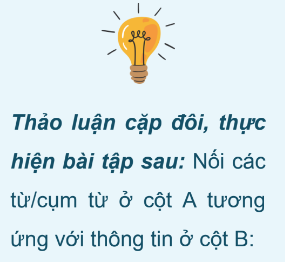 Thảo luận cặp đôi, thực
hiện bài tập sau: Nối các
từ/cụm từ ở cột A tương
ứng với thông tin ở cột B: